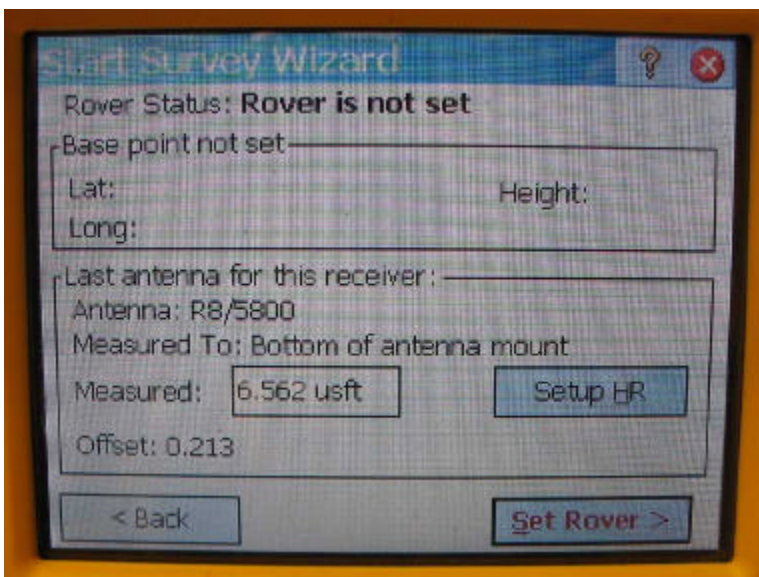 Start Survey Wizard ?
Rover Status: Rover is not set
Base point not set
Lat: Height:
Long:
Last antenna for this receiver:
Antenna: R8/5800
Measured To: Bottom of antenna mount
Measured: 6.562 usft Setup HR
Offset: 0.213
< Back Set Rover >